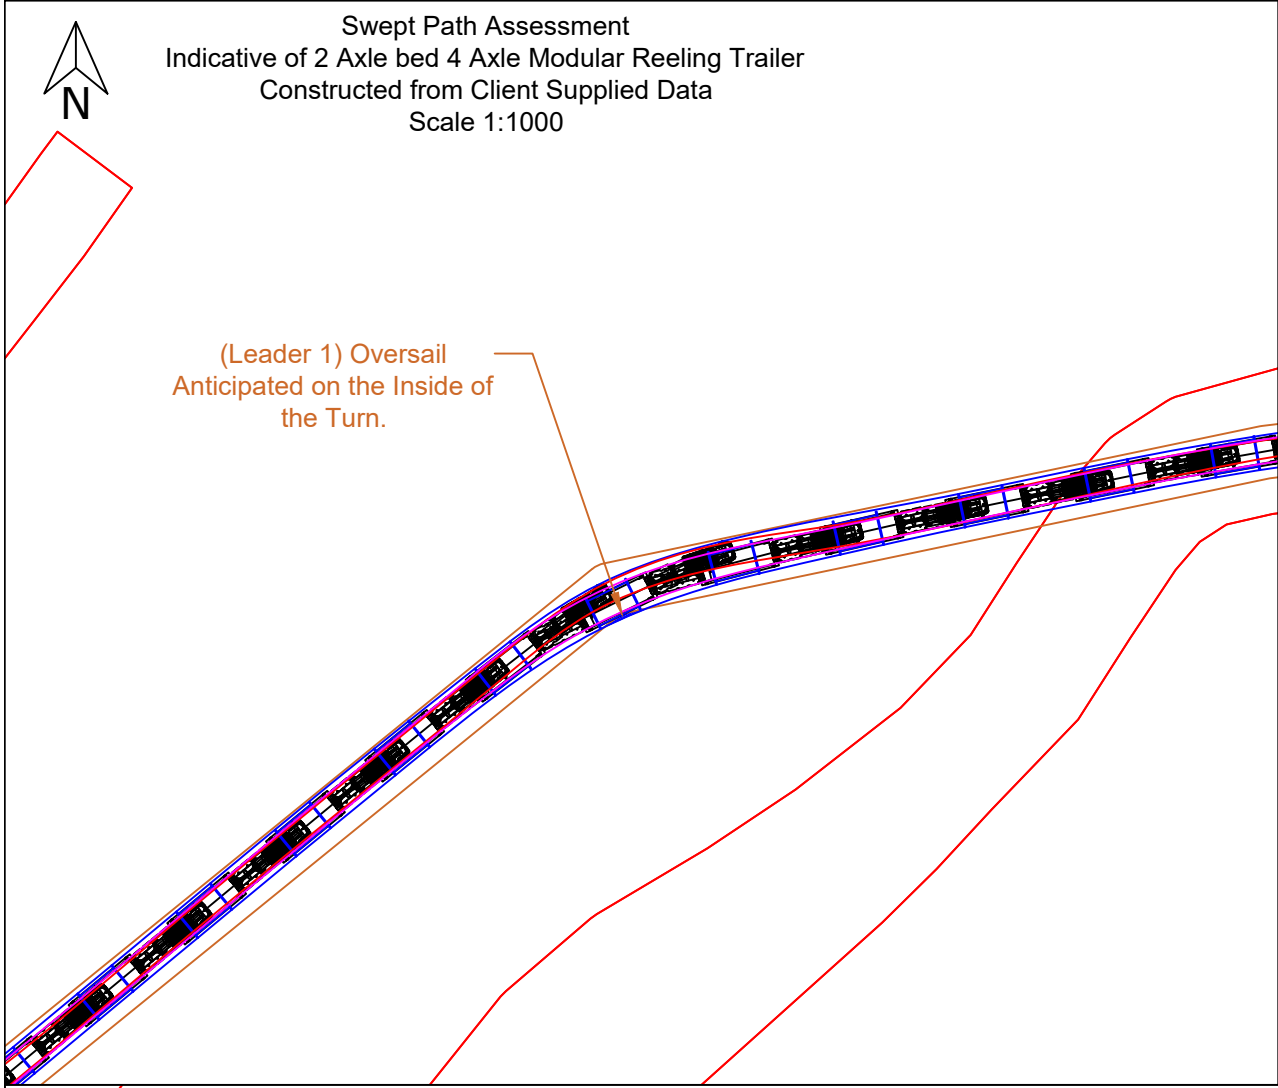 Swept Path Assessment
Indicative of 2 Axle bed 4 Axle Modular Reeling Trailer
Constructed from Client Supplied Data
Scale 1:1000
N
(Leader 1) Oversail
Anticipated on the Inside of
the Turn.